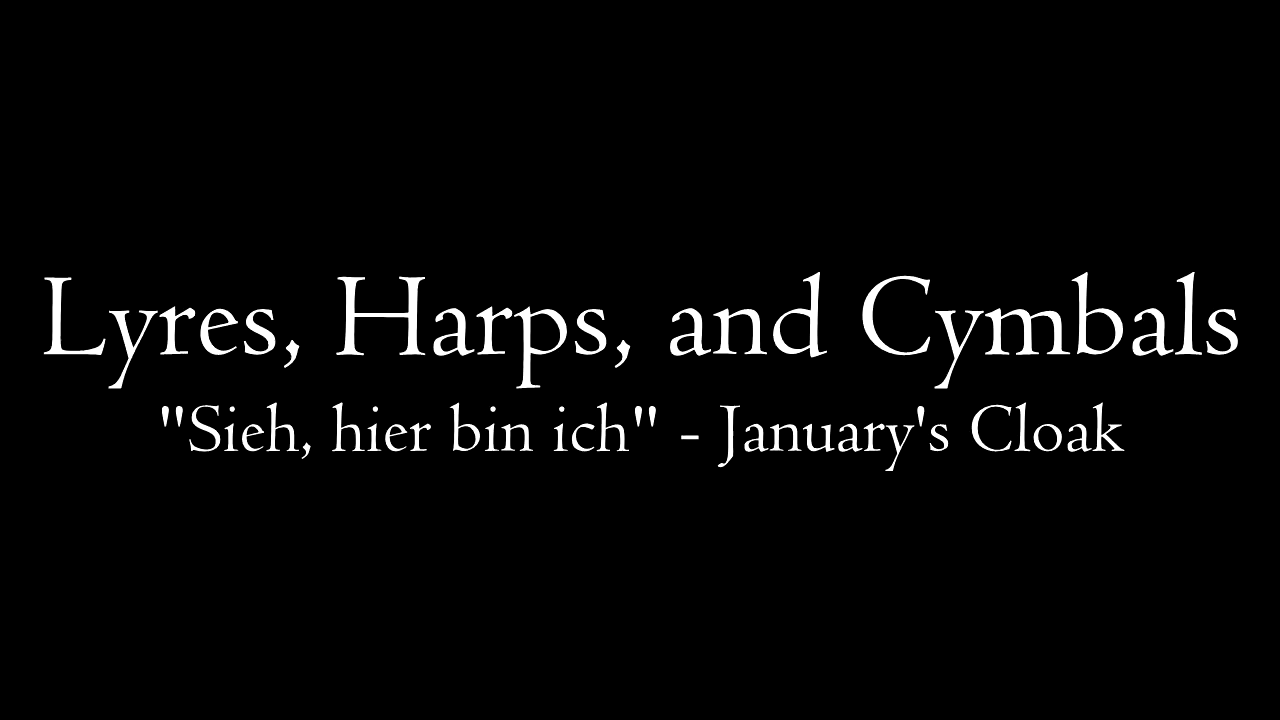 Lyres, Harps, and Cymbals
"Sieh, hier bin ich" - January's Cloak